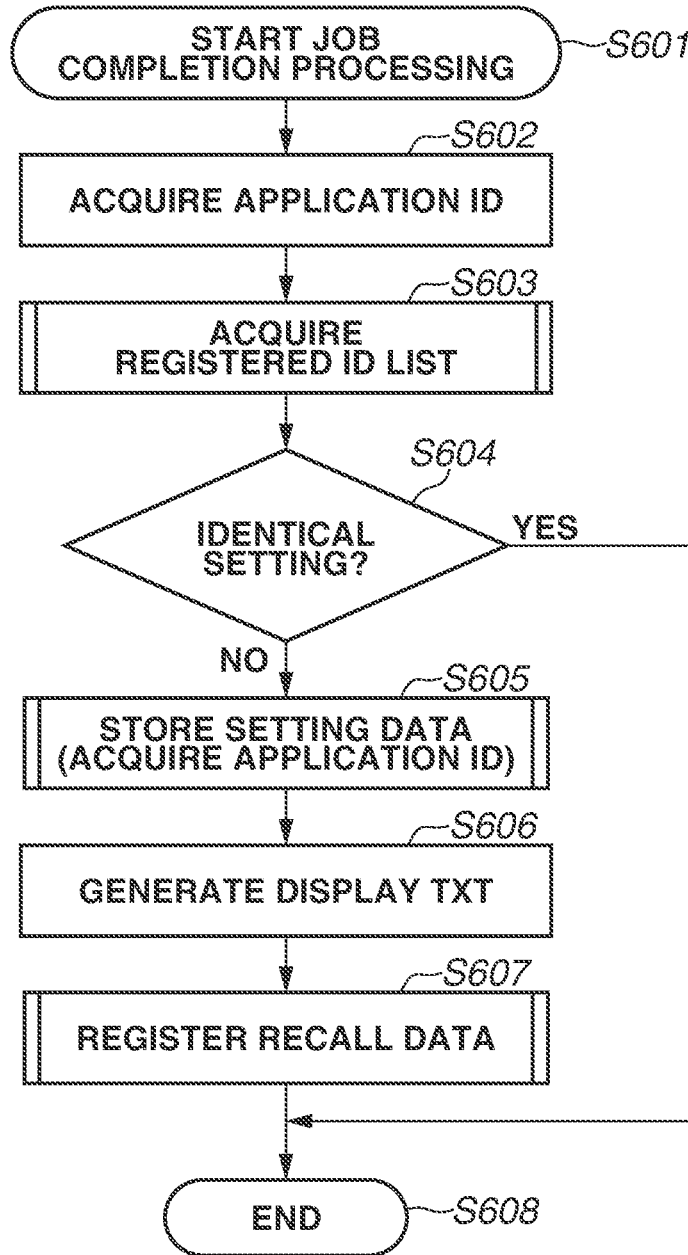 START JOB
COMPLETION PROCESSING
S601
S602
ACQUIRE APPLICATION ID
S603
ACQUIRE
REGISTERED ID LIST
S604
IDENTICAL
SETTING?
YES
NO
S605
STORE SETTING DATA
(ACQUIRE APPLICATION ID)
S606
GENERATE DISPLAY TXT
S607
REGISTER RECALL DATA
END
S608